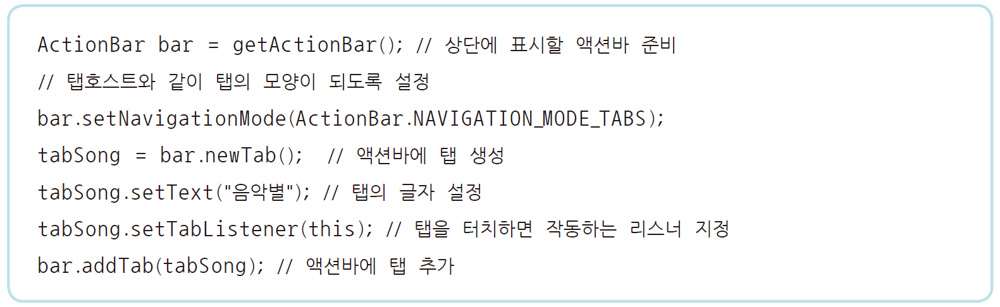 ActionBar bar = getActionBar(); // 상단에 표시할 액션바 준비
// 탭호스트와 같이 탭의 모양이 되도록 설정
bar.setNavigationMode(ActionBar.NAVIGATION_MODE_TABS);
tabSong = bar.newTab();  // 액션바에 탭 생성
tabSong.setText("음악별"); // 탭의 글자 설정
tabSong.setTabListener(this); // 탭을 터치하면 작동하는 리스너 지정
bar.addTab(tabSong); // 액션바에 탭 추가